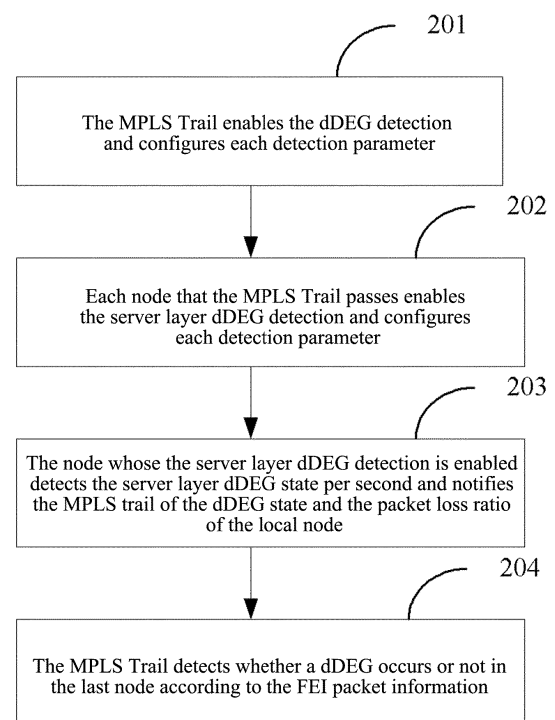 201
The MPLS Trail enables the dDEG detection
and configures each detection parameter
202
Each node that the MPLS Trail passes enables
the server layer dDEG detection and configures
each detection parameter
203
The node whose the server layer dDEG detection is enabled
detects the server layer dDEG state per second and notifies
the MPLS trail of the dDEG state and the packet loss ratio
of the local node
204
The MPLS Trail detects whether a dDEG occurs or not in
the last node according to the FEI packet information